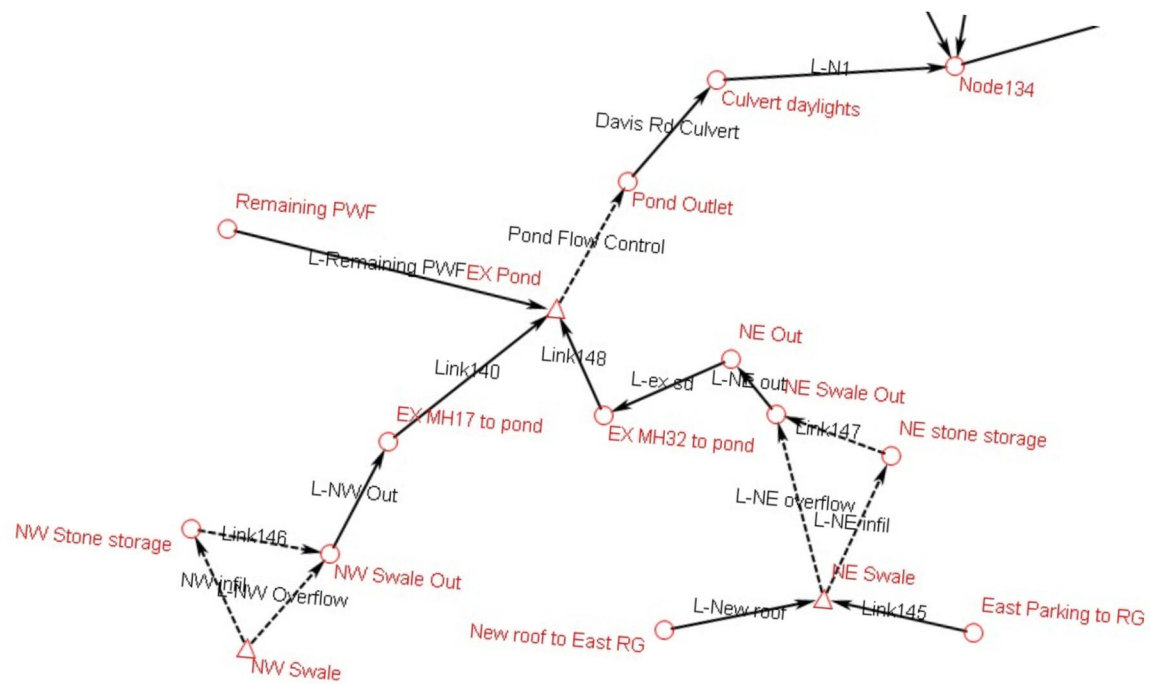 L-N1
Node134
Culvert daylights
Davis Rd Culvert
Pond Outlet
Remaining PWF
Pond Flow Control
L-Remaining PWF
EX Pond
NE Out
Link148
Link140
L-ex sd
L-NE out
NE Swale Out
EX MH17 to pond
EX MH32 to pond
Link147
NE stone storage
L-NW Out
L-NE overflow
L-NE infil
NW Stone storage
Link146
NW Swale Out
NW infil
L-NW Overflow
NE Swale
L-New roof
Link145
East Parking to RG
New roof to East RG
NW Swale